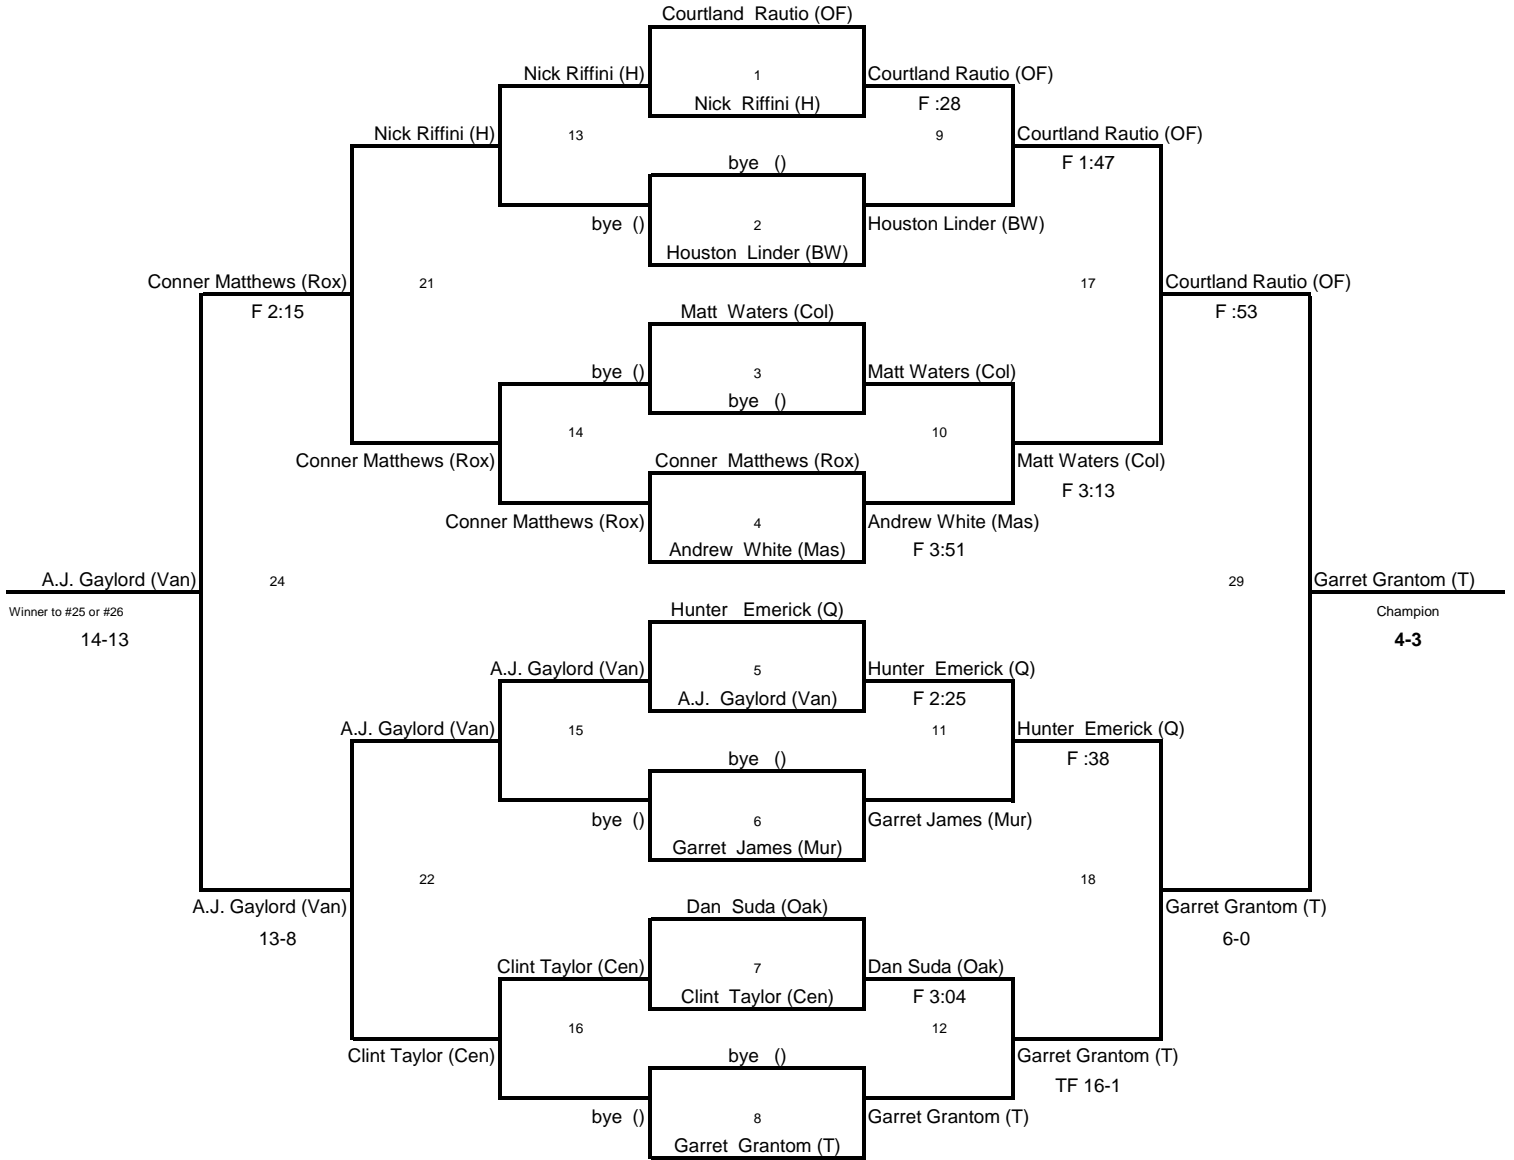 Courtland Rautio (OF)
Nick Riffini (H)
1
Courtland Rautio (OF)
Nick Riffini (H)
F :28
Nick Riffini (H)
13
9
Courtland Rautio (OF)
bye ()
F 1:47
bye ()
2
Houston Linder (BW)
Houston Linder (BW)
Conner Matthews (Rox)
21
17
Courtland Rautio (OF)
F 2:15
Matt Waters (Col)
F :53
bye ()
3
Matt Waters (Col)
bye ()
14
10
Conner Matthews (Rox)
Conner Matthews (Rox)
Matt Waters (Col)
F 3:13
Conner Matthews (Rox)
4
Andrew White (Mas)
Andrew White (Mas)
F 3:51
A.J. Gaylord (Van)
24
29
Garret Grantom (T)
Winner to #25 or #26
Hunter Emerick (Q)
Champion
14-13
4-3
A.J. Gaylord (Van)
5
Hunter Emerick (Q)
A.J. Gaylord (Van)
F 2:25
A.J. Gaylord (Van)
15
11
Hunter Emerick (Q)
bye ()
F :38
bye ()
6
Garret James (Mur)
Garret James (Mur)
22
18
A.J. Gaylord (Van)
Dan Suda (Oak)
Garret Grantom (T)
13-8
6-0
Clint Taylor (Cen)
7
Dan Suda (Oak)
Clint Taylor (Cen)
F 3:04
16
12
Clint Taylor (Cen)
bye ()
Garret Grantom (T)
TF 16-1
bye ()
8
Garret Grantom (T)
Garret Grantom (T)